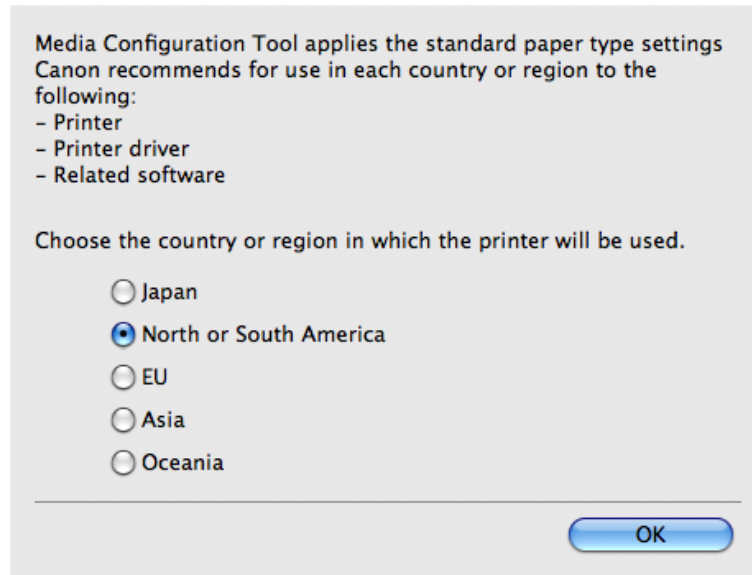 Media Configuration Tool applies the standard paper type settings
Canon recommends for use in each country or region to the
following:
– Printer
– Printer driver
– Related software
Choose the country or region in which the printer will be used.
Japan
North or South America
EU
Asia
Oceania
OK